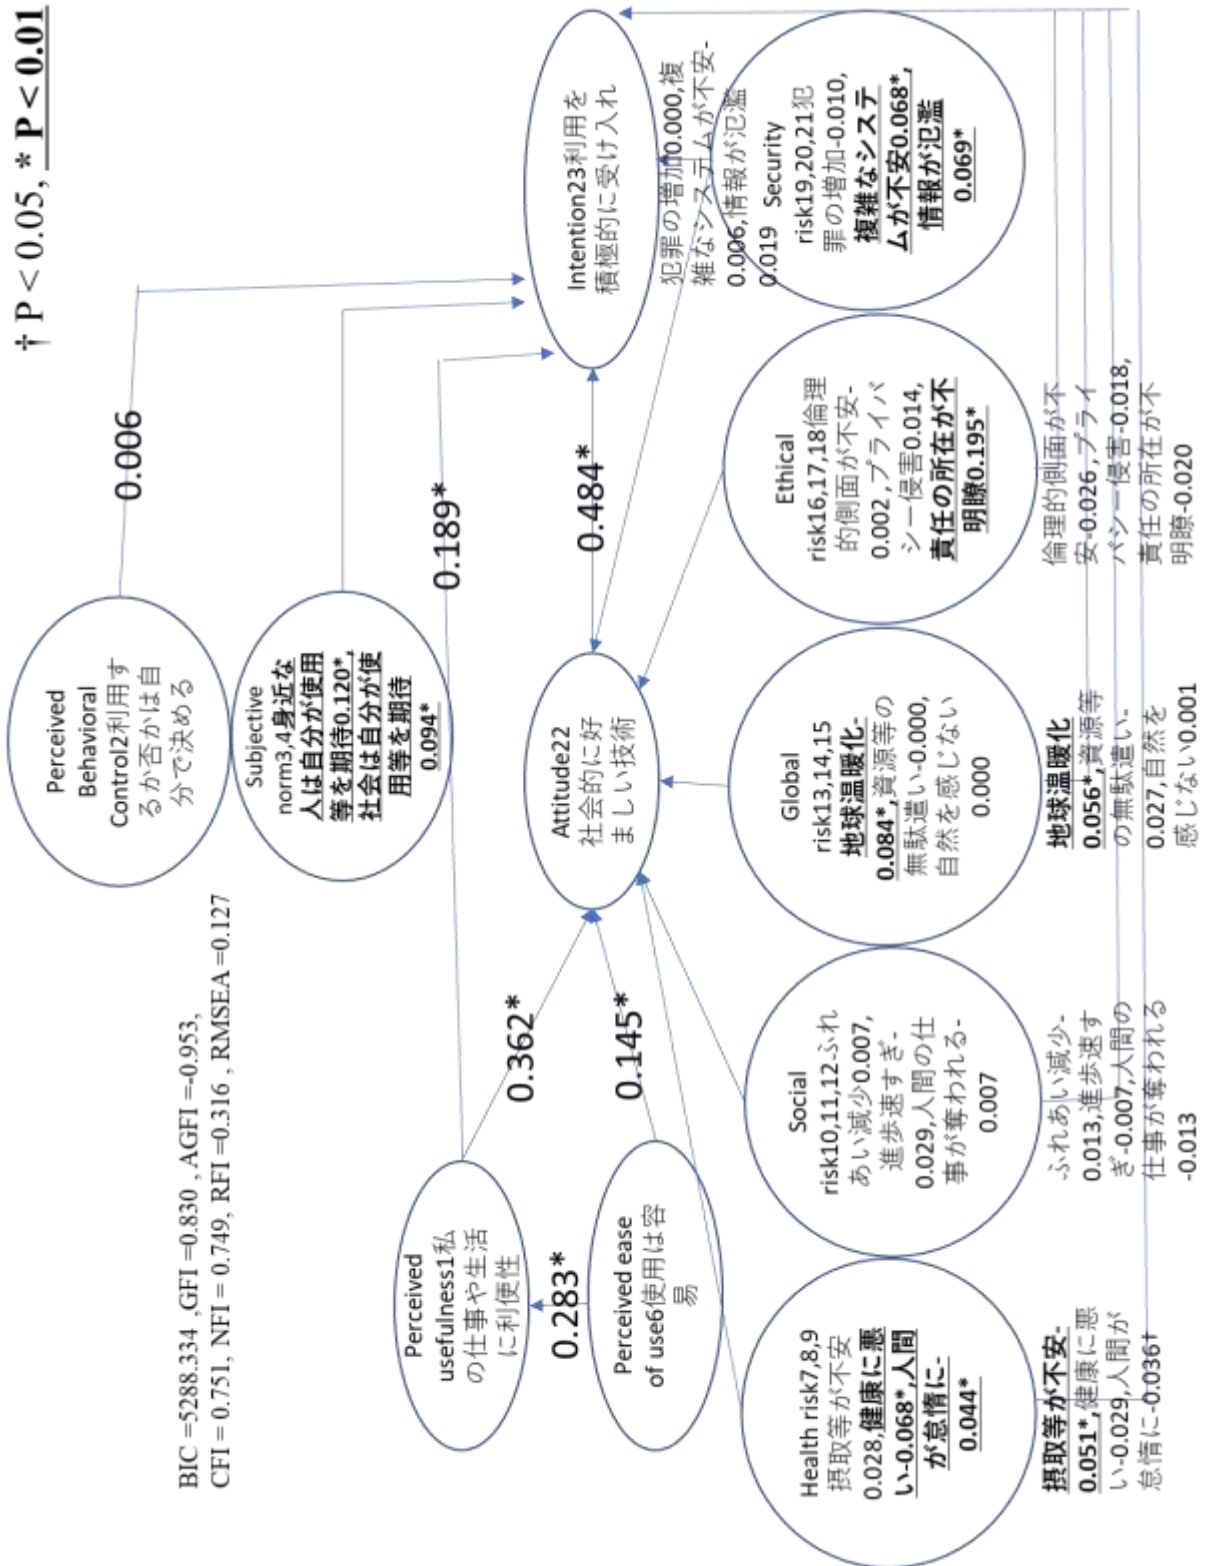 † P < 0.05, * P < 0.01
BIC =5288.334 ,GFI =0.830 , AGFI =-0.953,
CFI = 0.751, NFI = 0.749, RFI =0.316 , RMSEA =0.127
Perceived
Behavioral
Control2利用す
るか否かは自
分で決める
0.006
Subjective
norm3,4身近な
人は自分が使用
等を期待0.120*,
社会は自分が使
用等を期待
0.094*
0.189*
Perceived
usefulness1私
の仕事や生活
に利便性
0.362*
0.283*
Perceived ease
of use6使用は容
易
0.145*
Attitude22
社会的に好
ましい技術
0.484*
Intention23利用を
積極的に受け入れ
犯罪の増加0.000,複
雑なシステムが不安-
0.006,情報が氾濫
0.019
Health risk7,8,9
摂取等が不安
0.028,健康に悪
い-0.068*,人間
が怠惰に-
0.044*
Social
risk10,11,12-ふれ
あい減少0.007,
進歩速すぎ-
0.029,人間の仕
事が奪われる-
0.007
Global
risk13,14,15
地球温暖化-
0.084*,資源等の
無駄遣い-0.000,
自然を感じない
0.000
Ethical
risk16,17,18倫理
的側面が不安-
0.002 ,プライバ
シー侵害0.014,
責任の所在が不
明瞭0.195*
Security
risk19,20,21犯
罪の増加-0.010,
複雑なシステ
ムが不安0.068*,
情報が氾濫
0.069*
摂取等が不安-
0.051*,健康に悪
い-0.029,人間が
怠惰に-0.036†
ふれあい減少-
0.013,進歩速す
ぎ-0.007,人間の
仕事が奪われる
-0.013
地球温暖化
0.056*,資源等
の無駄遣い-
0.027,自然を
感じない0.001
倫理的側面が不
安-0.026 ,プライ
バシー侵害-0.018,
責任の所在が不
明瞭-0.020